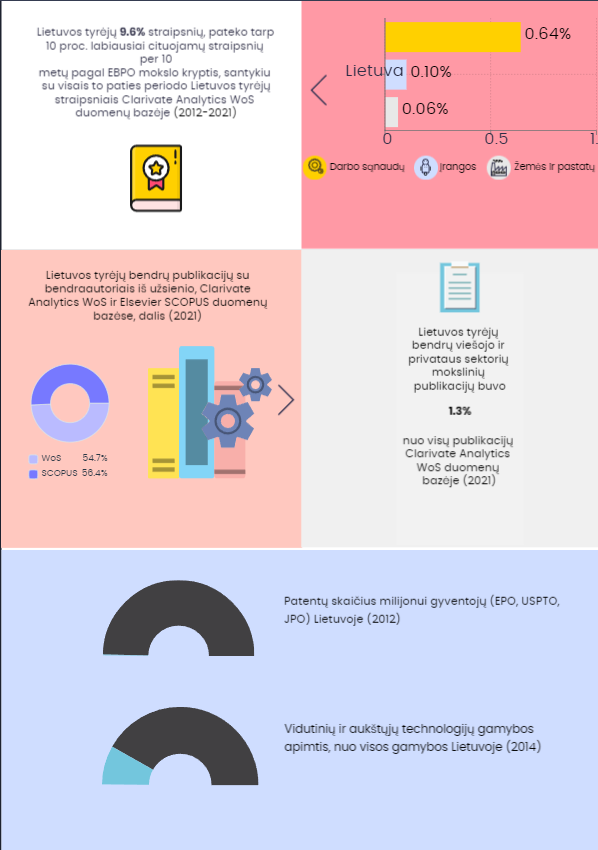 Lietuvos tyrėjų 9.6% straipsnių, pateko tarp
10 proc. labiausiai cituojamų straipsnių
per 10
metų pagal EBPO mokslo kryptis, santykiu
su visais to paties periodo Lietuvos tyrėjų
straipsniais Clarivate Analytics WoS
duomenų bazėje (2012-2021)
0.64%
Lietuva 0.10%
0.06%
0 0.5 1.
Darbo sąnaudų Įrangos Žemės ir pastatų
Lietuvos tyrėjų bendrų publikacijų su
bendraautoriais iš užsienio, Clarivate
Analytics WoS ir Elsevier SCOPUS duomenų
bazėse, dalis (2021)
WoS 54.7%
SCOPUS 56.4%
Lietuvos tyrėjų
bendrų viešojo ir
privataus sektorių
mokslinių
publikacijų buvo
1.3%
nuo visų publikacijų
Clarivate Analytics
WoS duomenų
bazėje (2021)
Patentų skaičius milijonui gyventojų (EPO, USPTO,
JPO) Lietuvoje (2012)
Vidutinių ir aukštųjų technologijų gamybos
apimtis, nuo visos gamybos Lietuvoje (2014)